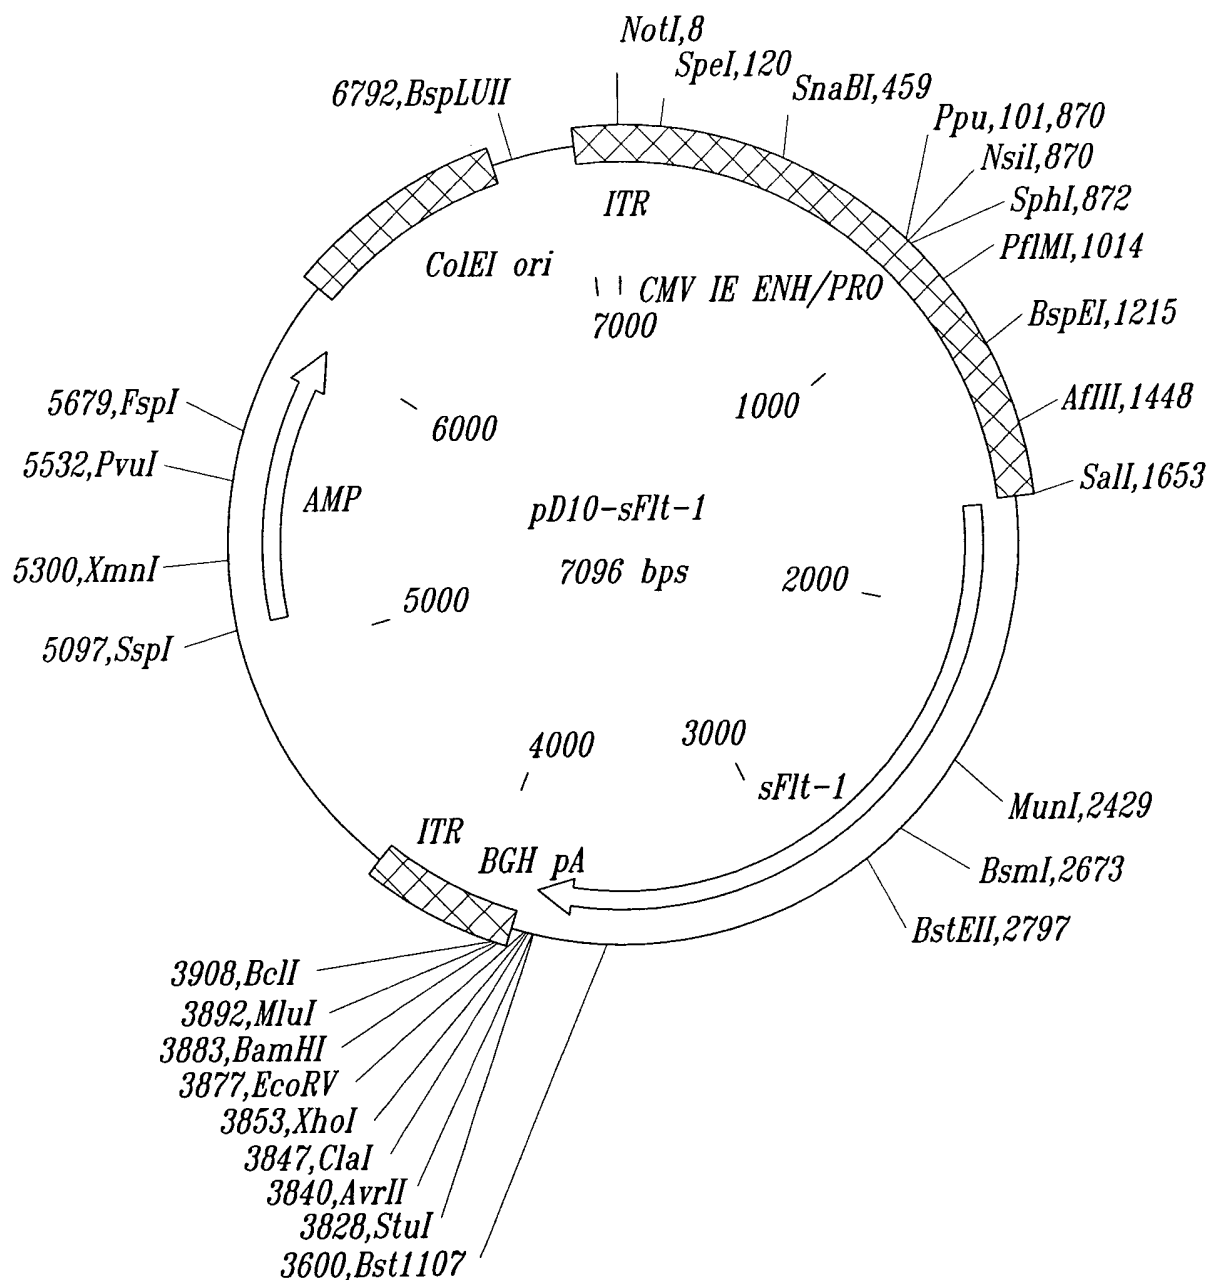 NotI,8
SpeI,120
SnaBI,459
6792,BspLUII
Ppu,101,870
NsiI,870
SphI,872
PflMI,1014
BspEI,1215
AflII,1448
SalI,1653
ITR
ColEI ori
CMV IE ENH/PRO
7000
1000
6000
5679,FspI
5532,PvuI
AMP
pD10-sFlt-1
7096 bps
2000
5300,XmnI
5000
5097,SspI
4000
3000
sFlt-1
MunI,2429
ITR
BGH pA
BsmI,2673
BstEII,2797
3908,BclI
3892,MluI
3883,BamHI
3877,EcoRV
3853,XhoI
3847,ClaI
3840,AvrII
3828,StuI
3600,Bst1107